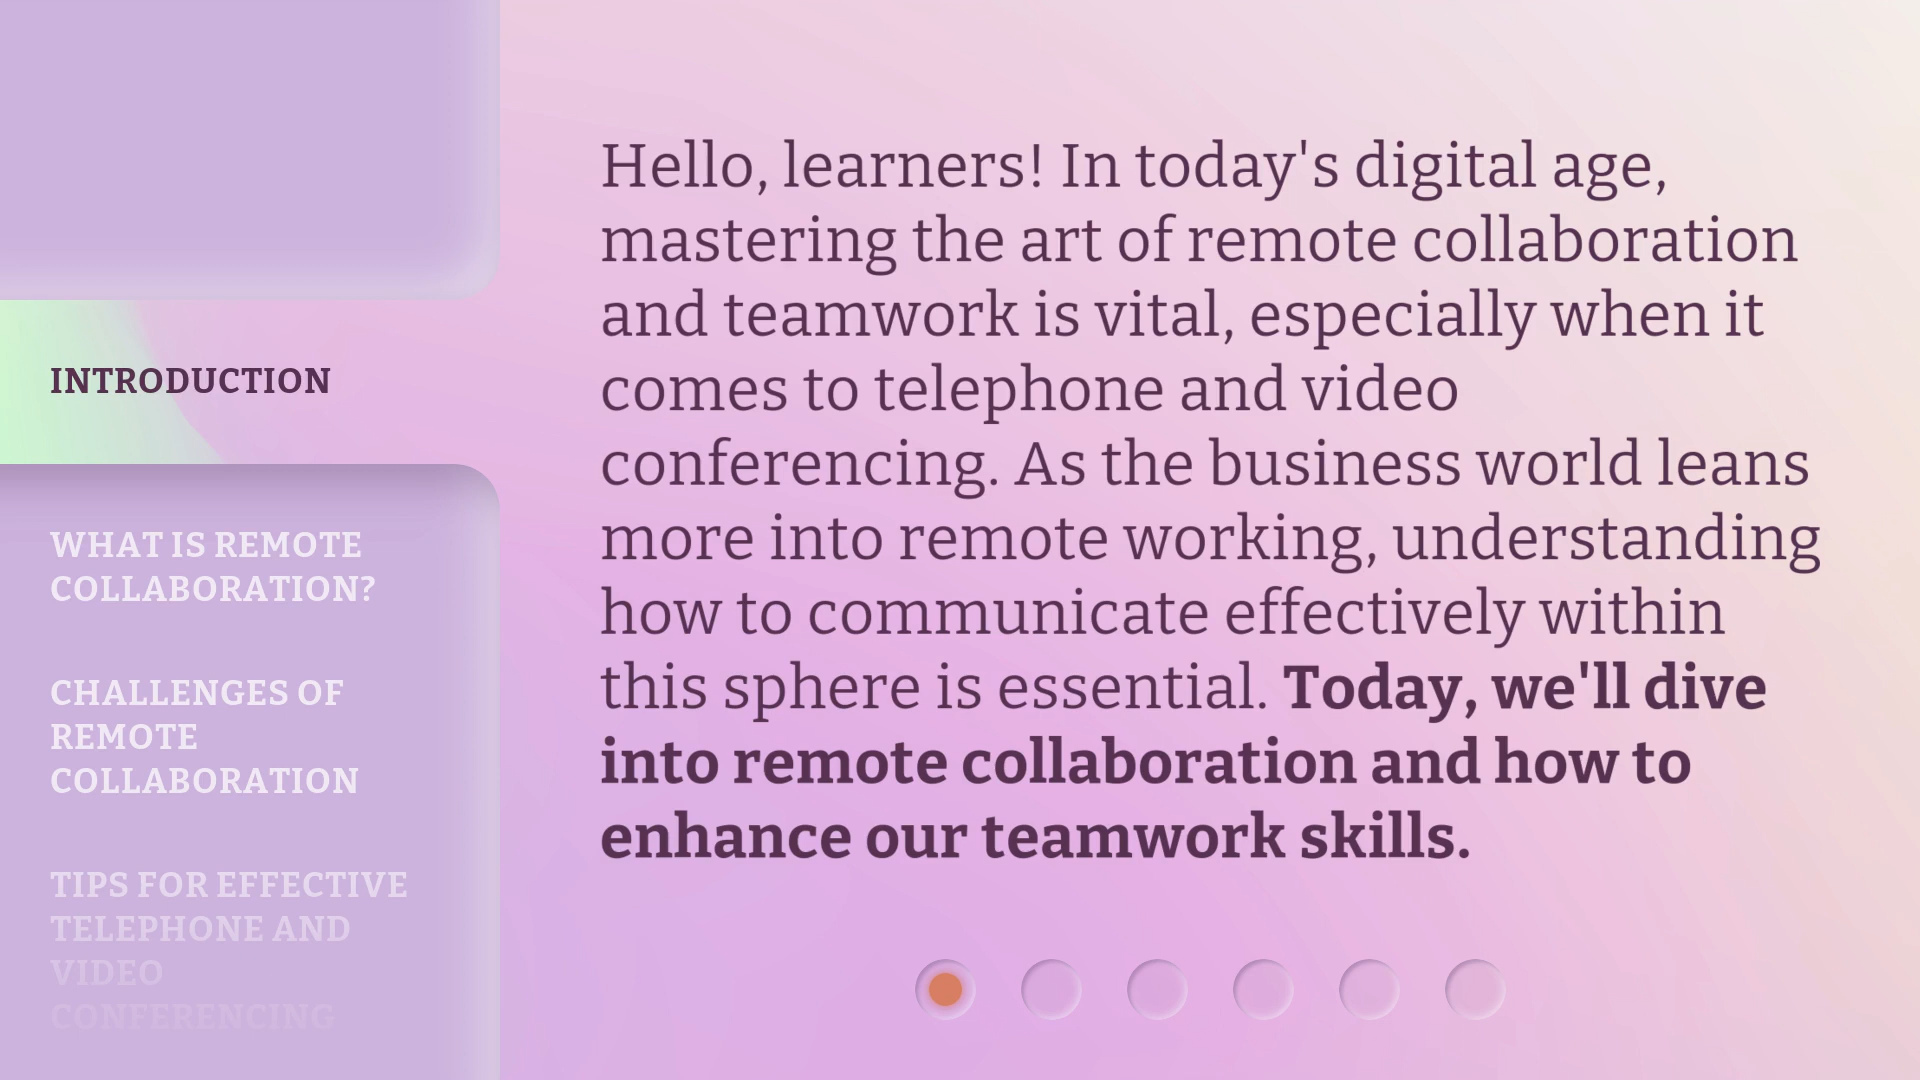 INTRODUCTION
WHAT IS REMOTE
COLLABORATION?
CHALLENGES OF
REMOTE
COLLABORATION
TIPS FOR EFFECTIVE
TELEPHONE AND
VIDEO
CONFERENCING
Hello, learners! In today's digital age,
mastering the art of remote collaboration
and teamwork is vital, especially when it
comes to telephone and video
conferencing. As the business world leans
more into remote working, understanding
how to communicate effectively within
this sphere is essential. Today, we'll dive
into remote collaboration and how to
enhance our teamwork skills.